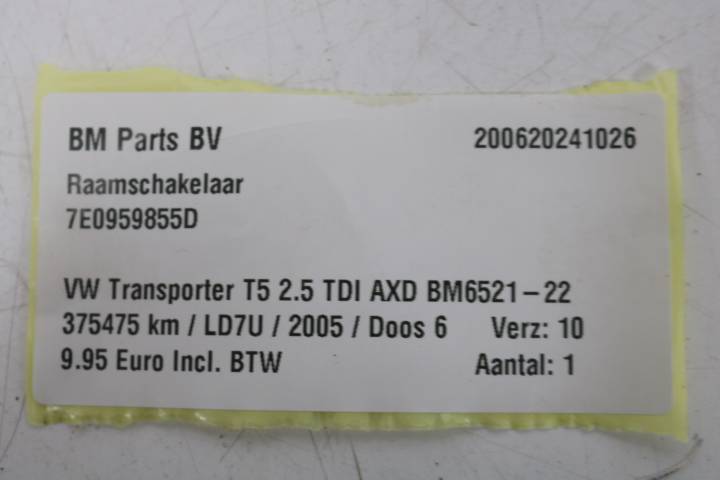 BM Parts BV 200620241026
Raamschakelaar
7E0959855D
VW Transporter T5 2.5 TDI AXD BM6521-22
375475 km / LD7U / 2005 / Doos 6 Verz: 10
9.95 Euro Incl. BTW Aantal: 1